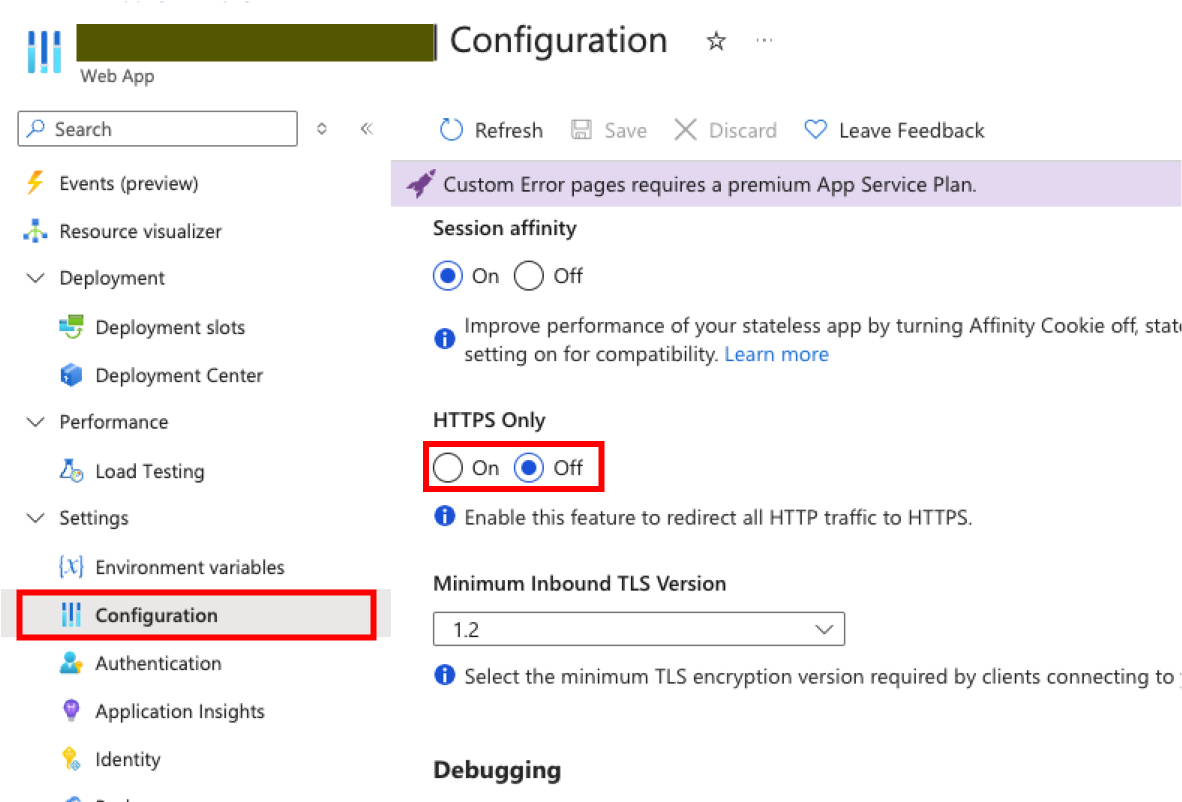 Configuration
Web App
Search
Refresh
Save
Discard
Leave Feedback
Events (preview)
Resource visualizer
Deployment
Deployment slots
Deployment Center
Performance
Load Testing
Settings
{x} Environment variables
Configuration
Authentication
Application Insights
Identity
Custom Error pages requires a premium App Service Plan.
Session affinity
On Off
Improve performance of your stateless app by turning Affinity Cookie off,
setting on for compatibility. Learn more
HTTPS Only
On Off
Enable this feature to redirect all HTTP traffic to HTTPS.
Minimum Inbound TLS Version
1.2
Select the minimum TLS encryption version required by clients connecting to
Debugging